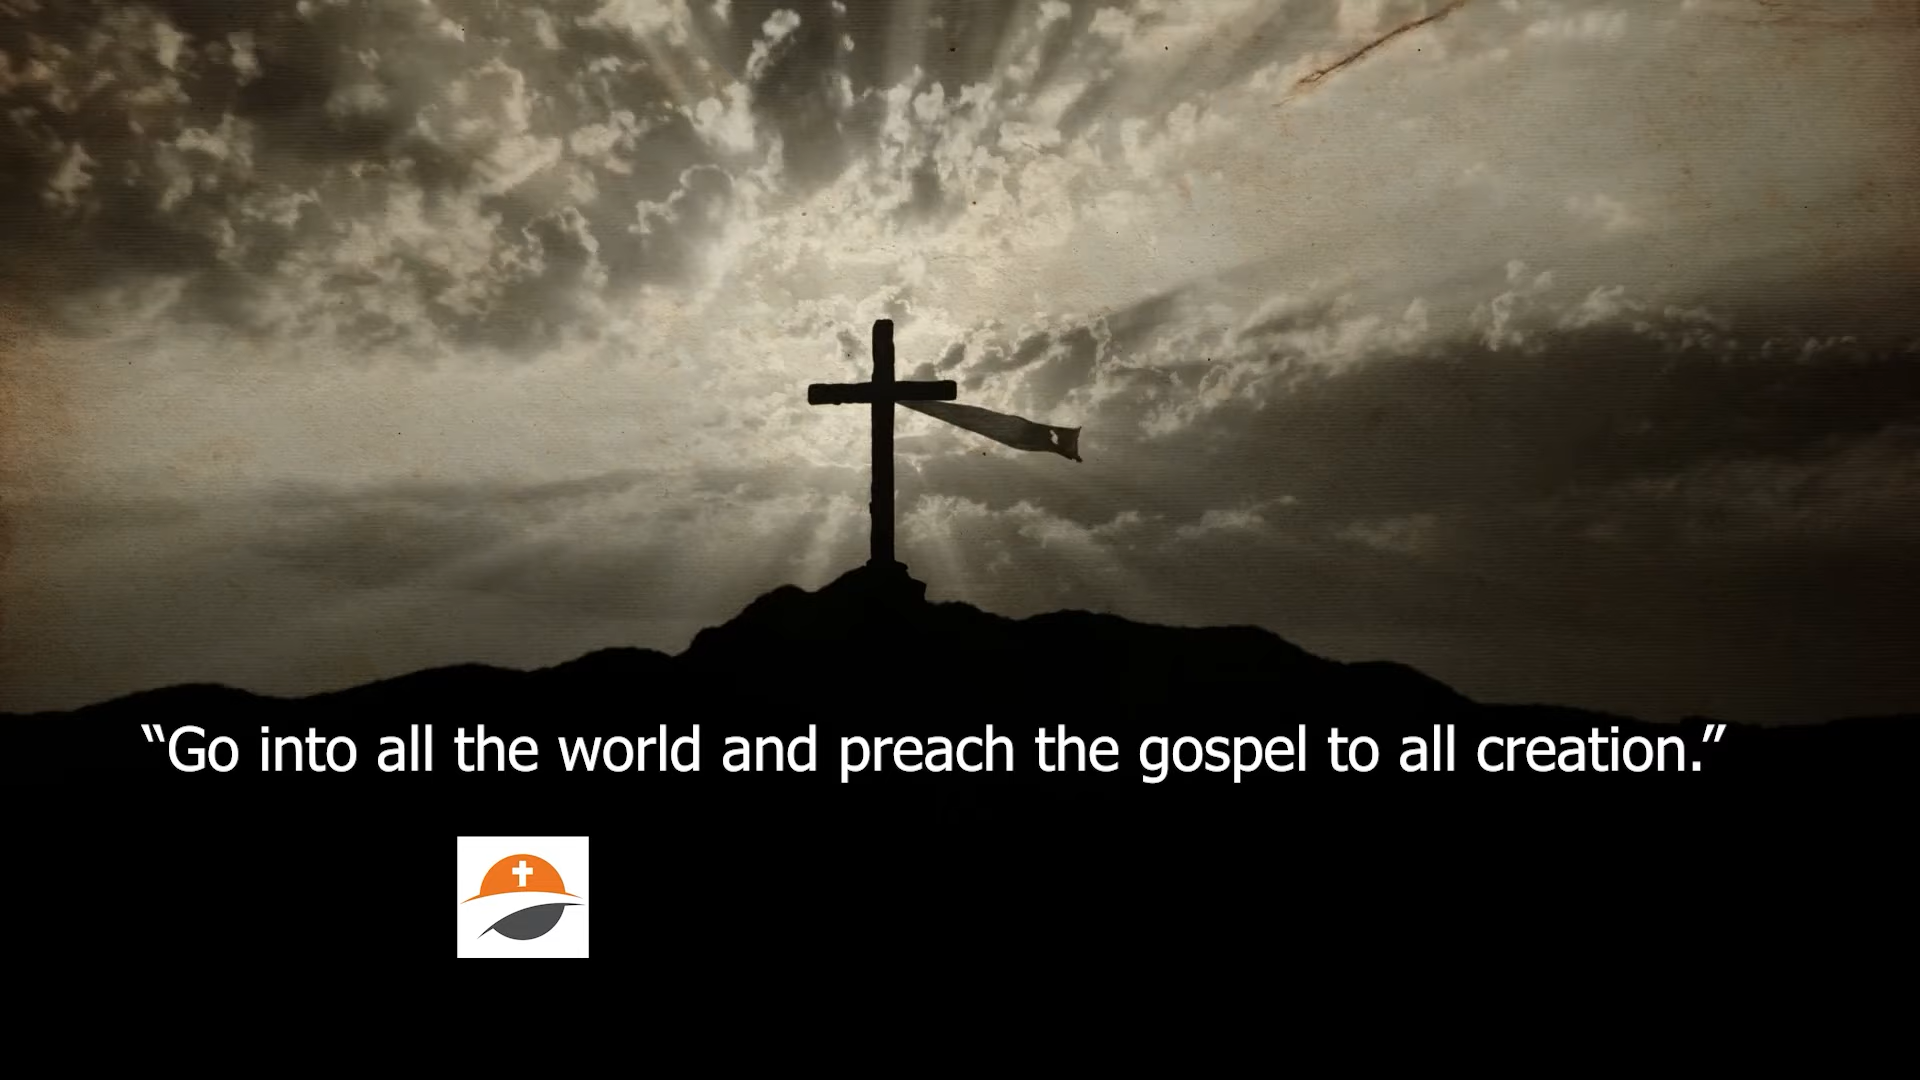 “Go into all the world and preach the gospel to all creation.”